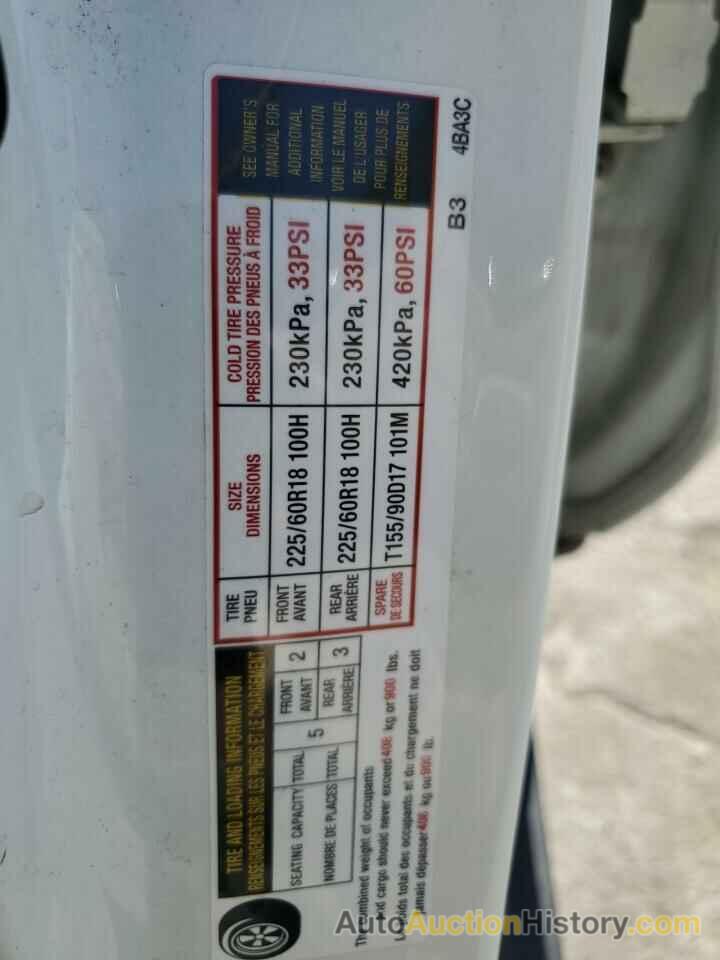 TIRE AND LOADING INFORMATION
RENSEIGNEMENTS SUR LES PNEUS ET LE CHARGEMENT
SEATING CAPACITY
NOMBRE DE PLACES
TOTAL
TOTAL
5
FRONT
AVANT
2
REAR
ARRIÈRE
3
The combined weight of occupants
and cargo should never exceed 408 kg or 900 lbs.
Le poids total des occupants et du chargement ne doit
jamais dépasser 408 kg ou 900 lb.
TIRE
PNEU
SIZE
DIMENSIONS
COLD TIRE PRESSURE
PRESSION DES PNEUS À FROID
FRONT
AVANT
225/60R18 100H
230kPa, 33PSI
REAR
ARRIÈRE
225/60R18 100H
230kPa, 33PSI
SPARE
DE SECOURS
T155/90D17 101M
420kPa, 60PSI
SEE OWNER'S
MANUAL FOR
ADDITIONAL
INFORMATION
VOIR LE MANUEL
DE L'USAGER
POUR PLUS DE
RENSEIGNEMENTS
B3 4BA3C
AutoAuctionHistory.com